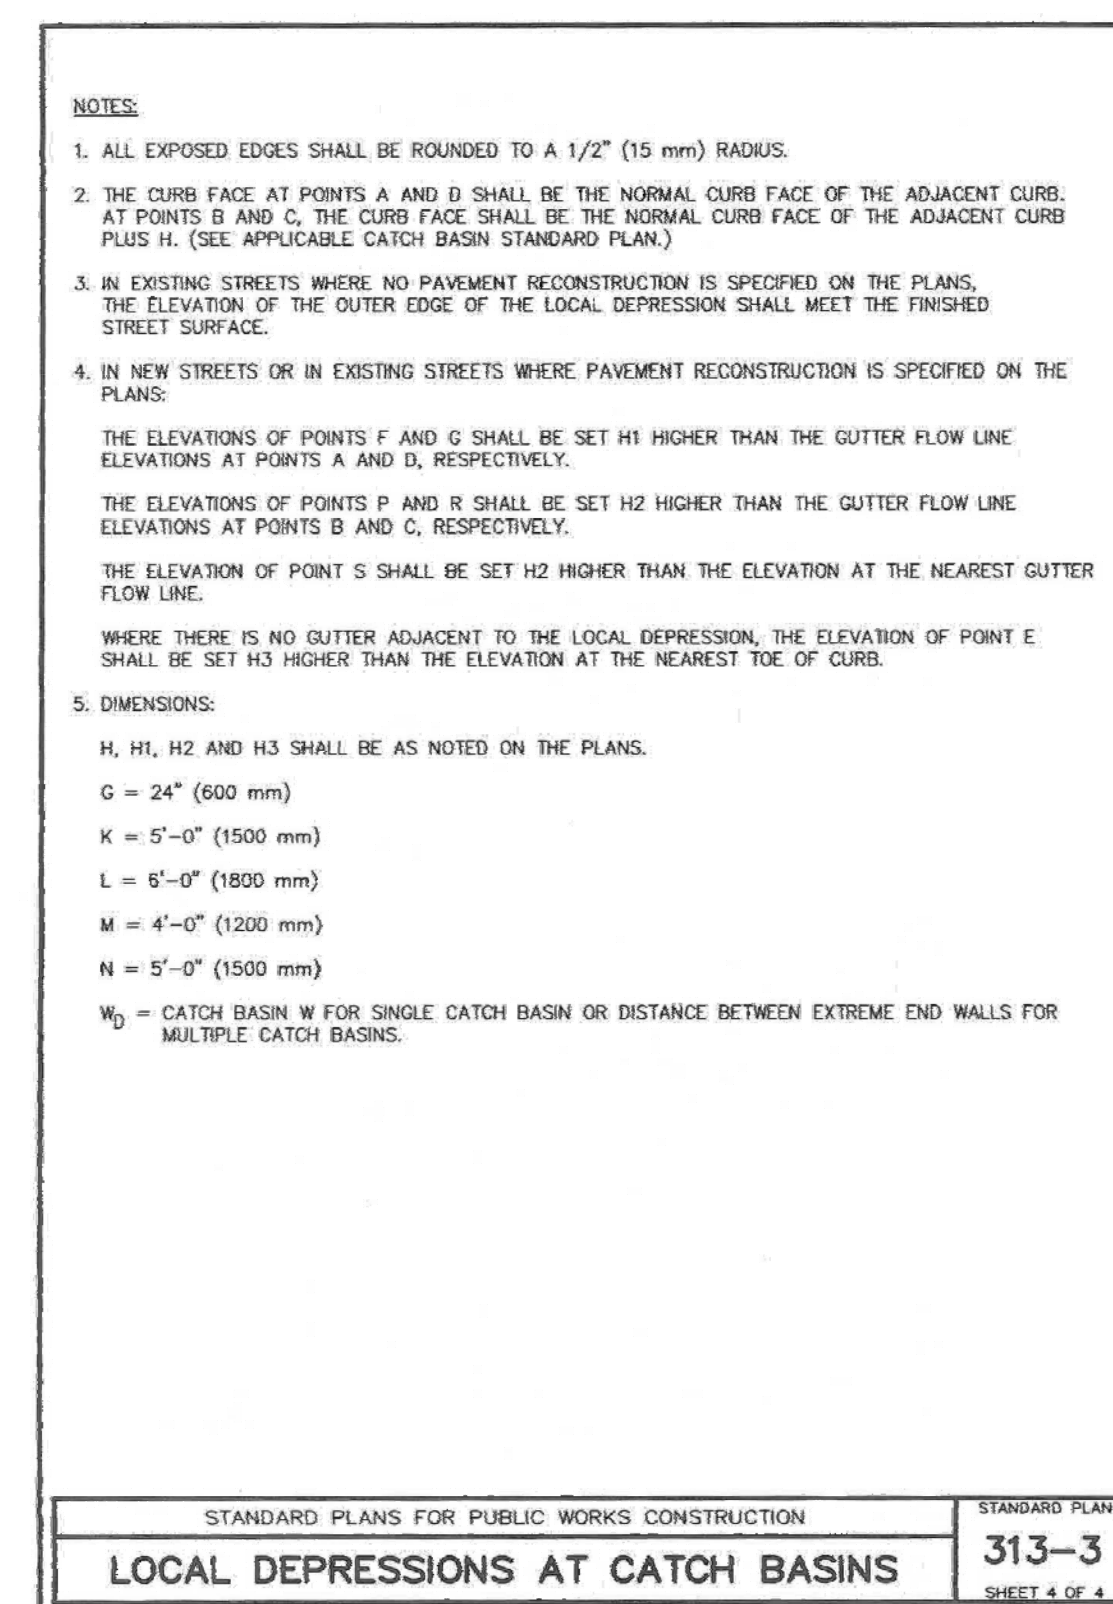 NOTES:
1. ALL EXPOSED EDGES SHALL BE ROUNDED TO A 1/2" (15 mm) RADIUS.
2. THE CURB FACE AT POINTS A AND D SHALL BE THE NORMAL CURB FACE OF THE ADJACENT CURB.
AT POINTS B AND C, THE CURB FACE SHALL BE THE NORMAL CURB FACE OF THE ADJACENT CURB
PLUS H. (SEE APPLICABLE CATCH BASIN STANDARD PLAN.)
3. IN EXISTING STREETS WHERE NO PAVEMENT RECONSTRUCTION IS SPECIFIED ON THE PLANS,
THE ELEVATION OF THE OUTER EDGE OF THE LOCAL DEPRESSION SHALL MEET THE FINISHED
STREET SURFACE.
4. IN NEW STREETS OR IN EXISTING STREETS WHERE PAVEMENT RECONSTRUCTION IS SPECIFIED ON THE
PLANS:
THE ELEVATIONS OF POINTS F AND G SHALL BE SET H1 HIGHER THAN THE GUTTER FLOW LINE
ELEVATIONS AT POINTS A AND D, RESPECTIVELY.
THE ELEVATIONS OF POINTS P AND R SHALL BE SET H2 HIGHER THAN THE GUTTER FLOW LINE
ELEVATIONS AT POINTS B AND C, RESPECTIVELY.
THE ELEVATION OF POINT S SHALL BE SET H2 HIGHER THAN THE ELEVATION AT THE NEAREST GUTTER
FLOW LINE.
WHERE THERE IS NO GUTTER ADJACENT TO THE LOCAL DEPRESSION, THE ELEVATION OF POINT E
SHALL BE SET H3 HIGHER THAN THE ELEVATION AT THE NEAREST TOE OF CURB.
5. DIMENSIONS:
H, H1, H2 AND H3 SHALL BE AS NOTED ON THE PLANS.
G = 24" (600 mm)
K = 5'-0" (1500 mm)
L = 6'-0" (1800 mm)
M = 4'-0" (1200 mm)
N = 5'-0" (1500 mm)
WD = CATCH BASIN W FOR SINGLE CATCH BASIN OR DISTANCE BETWEEN EXTREME END WALLS FOR
MULTIPLE CATCH BASINS.
STANDARD PLANS FOR PUBLIC WORKS CONSTRUCTION
LOCAL DEPRESSIONS AT CATCH BASINS
STANDARD PLAN
313-3
SHEET 4 OF 4